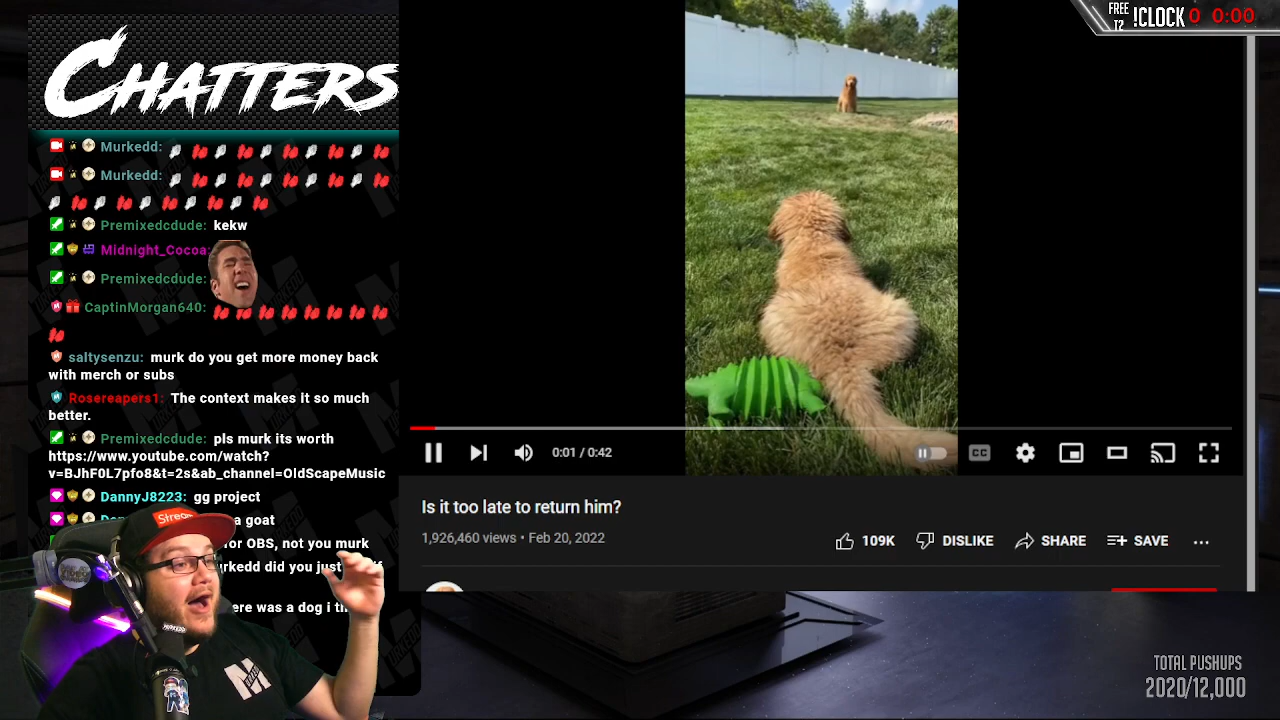 CHATTERS
Murkedd:
Murkedd:
Premixedcdude: kekw
Midnight_Cocoa:
Premixedcdude:
CaptinMorgan640:
saltysenzu: murk do you get more money back
with merch or subs
Rosereapers1: The context makes it so much
better.
Premixedcdude: pls murk its worth
https://www.youtube.com/watch?
v=BJhF0L7pfo8&t=2s&ab_channel=OldScapeMusic
DannyJ8223: gg project
a goat
for OBS, not you murk
did you just
ere was a dog i
FREE
12
!CLOCK
0 0:00
0:01 / 0:42
CC
Is it too late to return him?
1,926,460 views • Feb 20, 2022
109K
DISLIKE
SHARE
SAVE
TOTAL PUSHUPS
2020/12,000